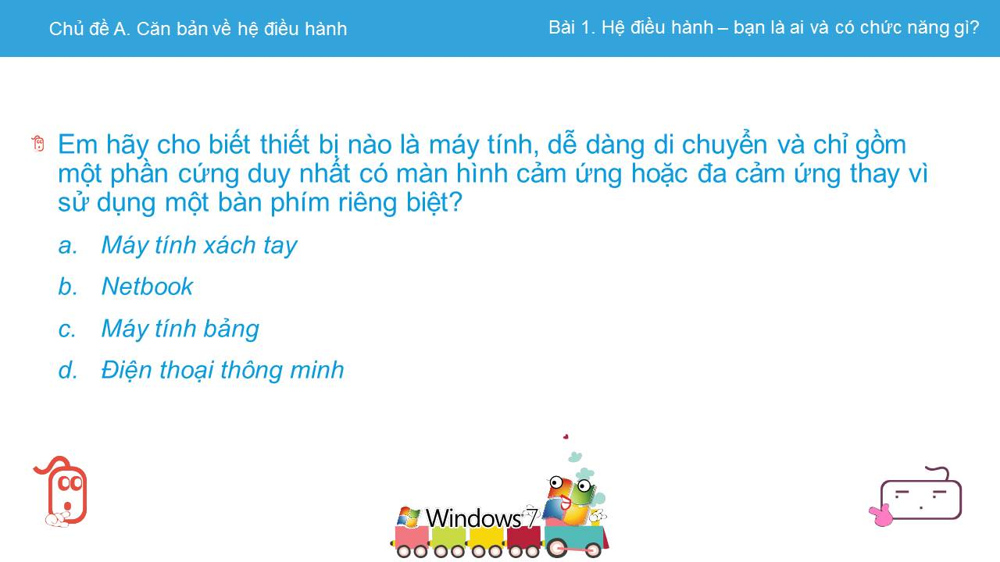 Chủ đề A. Căn bản về hệ điều hành
Bài 1. Hệ điều hành – bạn là ai và có chức năng gì?
Em hãy cho biết thiết bị nào là máy tính, dễ dàng di chuyển và chỉ gồm
một phần cứng duy nhất có màn hình cảm ứng hoặc đa cảm ứng thay vì
sử dụng một bàn phím riêng biệt?
a. Máy tính xách tay
b. Netbook
c. Máy tính bảng
d. Điện thoại thông minh
Windows 7